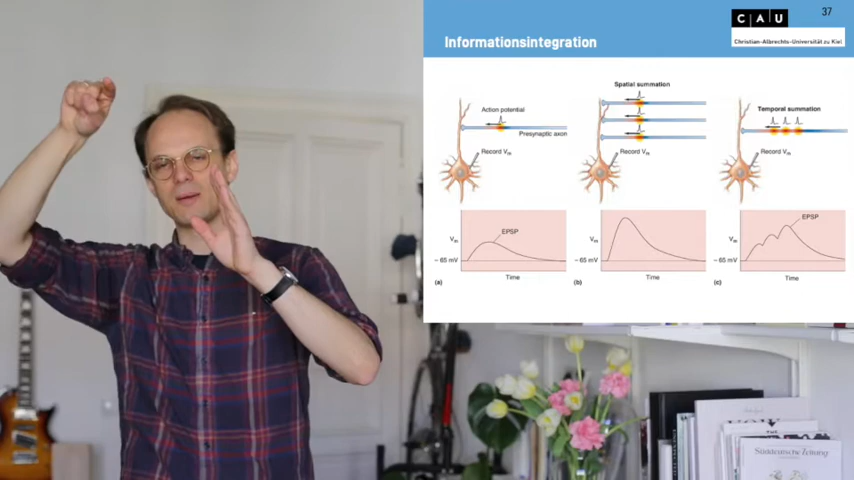 37
CAU
Christian-Albrechts-Universität zu Kiel
Informationsintegration
Action potential
Presynaptic axon
Record Vm
EPSP
Vm
– 65 mV
Time
(a)
Spatial summation
Record Vm
Vm
– 65 mV
Time
(b)
Temporal summation
Record Vm
EPSP
Vm
– 65 mV
Time
(c)
Süddeutsche Zeitung